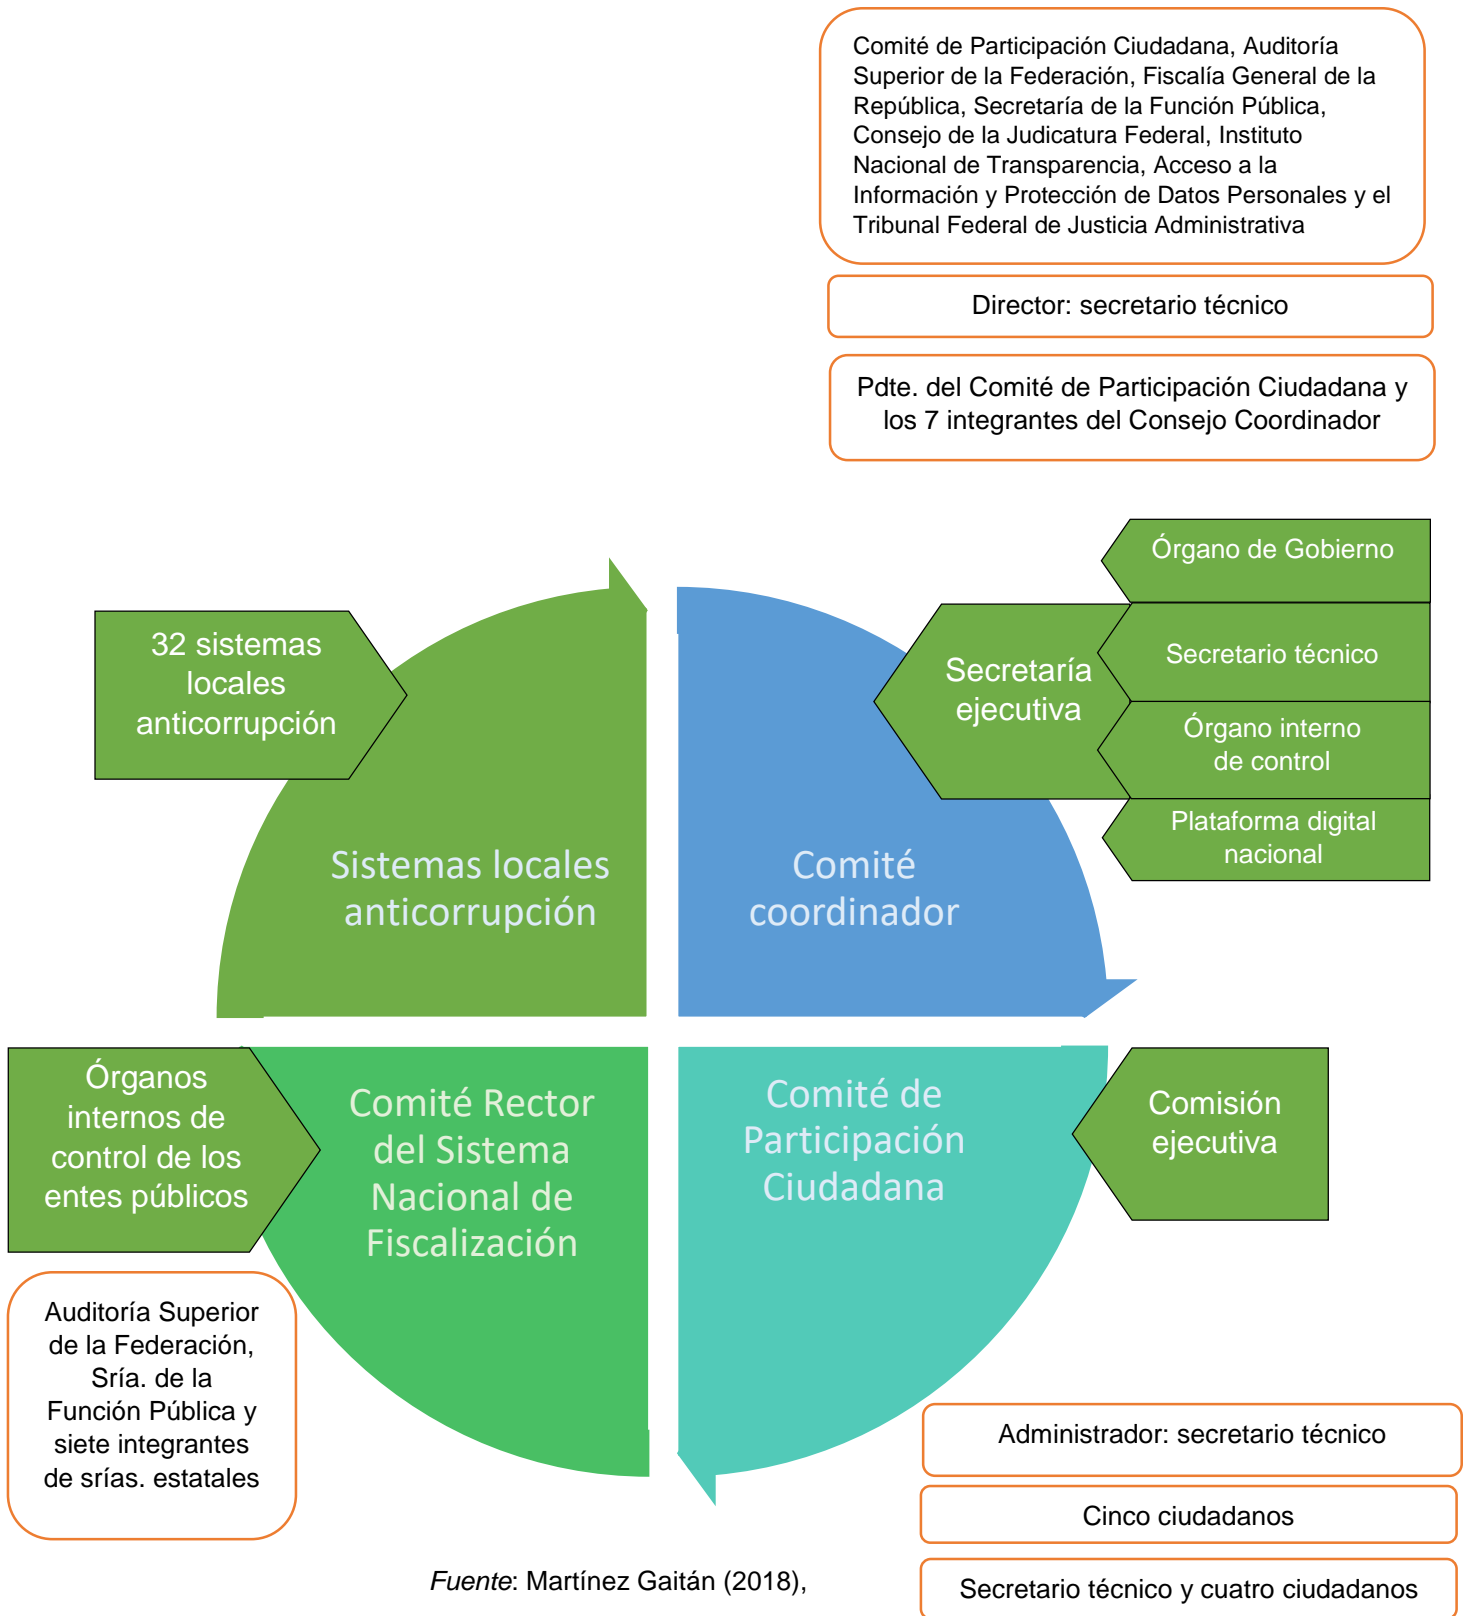 Comité de Participación Ciudadana, Auditoría
Superior de la Federación, Fiscalía General de la
República, Secretaría de la Función Pública,
Consejo de la Judicatura Federal, Instituto
Nacional de Transparencia, Acceso a la
Información y Protección de Datos Personales y el
Tribunal Federal de Justicia Administrativa
Director: secretario técnico
Pdte. del Comité de Participación Ciudadana y
los 7 integrantes del Consejo Coordinador
Órgano de Gobierno
32 sistemas
locales
anticorrupción
Secretaría
ejecutiva
Secretario técnico
Órgano interno
de control
Plataforma digital
nacional
Sistemas locales
anticorrupción
Comité
coordinador
Órganos
internos de
control de los
entes públicos
Comité Rector
del Sistema
Nacional de
Fiscalización
Comité de
Participación
Ciudadana
Comisión
ejecutiva
Auditoría Superior
de la Federación,
Sría. de la
Función Pública y
siete integrantes
de srías. estatales
Administrador: secretario técnico
Cinco ciudadanos
Secretario técnico y cuatro ciudadanos
Fuente: Martínez Gaitán (2018),